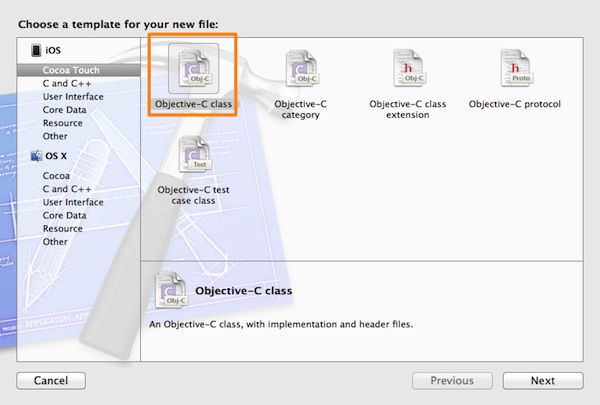 Choose a template for your new file:
iOS
Cocoa Touch
C and C++
User Interface
Core Data
Resource
Other
OS X
Cocoa
C and C++
User Interface
Core Data
Resource
Other
Obj-C
Objective-C class
Obj-C
Objective-C
category
h
Objective-C class
extension
h
Proto
Objective-C protocol
Test
Objective-C test
case class
Obj-C
Objective-C class
An Objective-C class, with implementation and header files.
Cancel
Previous
Next